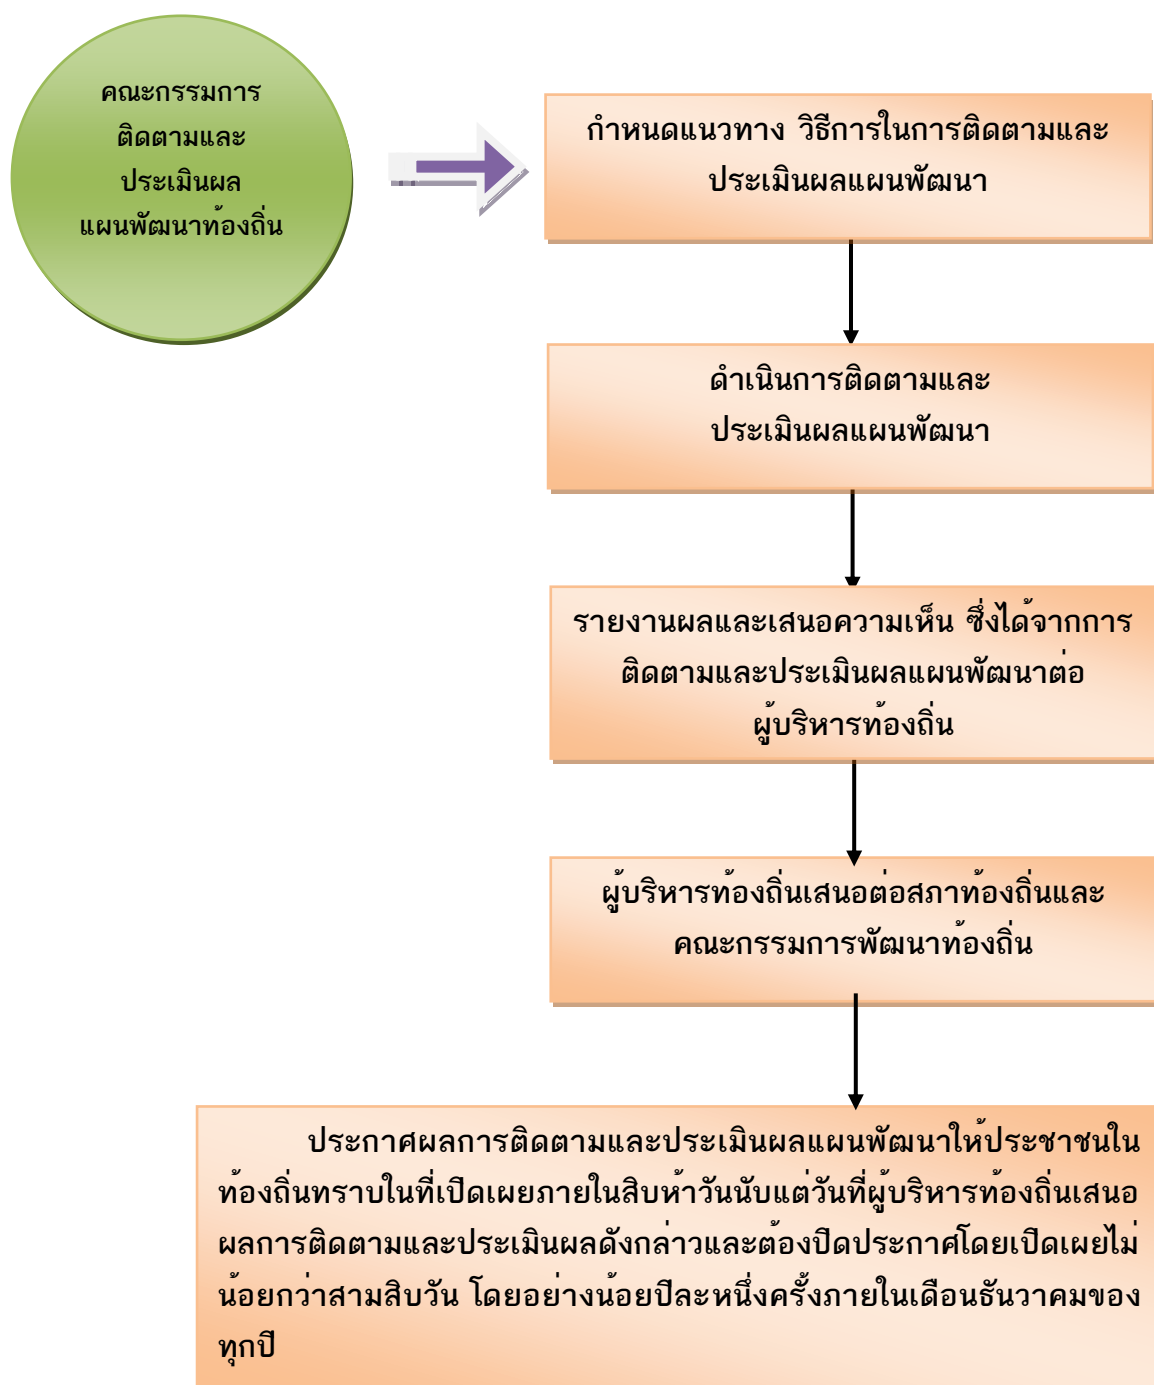 คณะกรรมการ
ติดตามและ
ประเมินผล
แผนพัฒนาท้องถิ่น
กำหนดแนวทาง วิธีการในการติดตามและ
ประเมินผลแผนพัฒนา
ดำเนินการติดตามและ
ประเมินผลแผนพัฒนา
รายงานผลและเสนอความเห็น ซึ่งได้จากการ
ติดตามและประเมินผลแผนพัฒนาต่อ
ผู้บริหารท้องถิ่น
ผู้บริหารท้องถิ่นเสนอต่อสภาท้องถิ่นและ
คณะกรรมการพัฒนาท้องถิ่น
ประกาศผลการติดตามและประเมินผลแผนพัฒนาให้ประชาชนใน
ท้องถิ่นทราบในที่เปิดเผยภายในสิบห้าวันนับแต่วันที่ผู้บริหารท้องถิ่นเสนอ
ผลการติดตามและประเมินผลดังกล่าวและต้องปิดประกาศโดยเปิดเผยไม่
น้อยกว่าสามสิบวัน โดยอย่างน้อยปีละหนึ่งครั้งภายในเดือนธันวาคมของ
ทุกปี